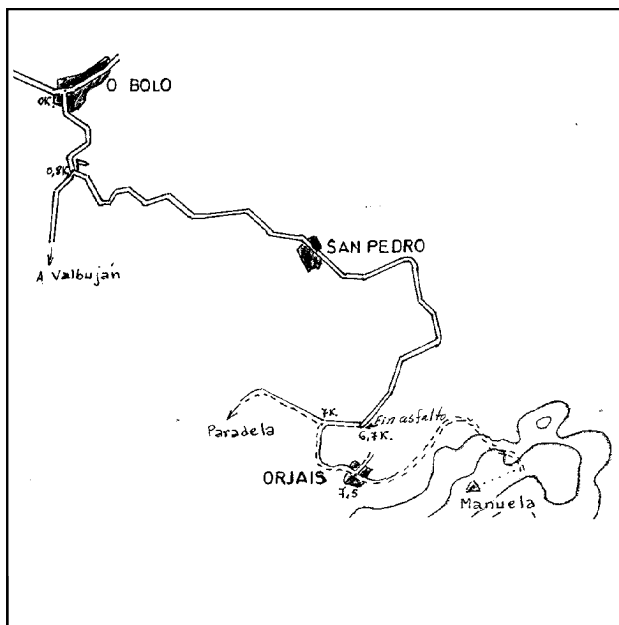 O BOLO
0K.
0,8K.
A Valbuján
SAN PEDRO
7K.
Fin asfalto
6,7K.
Paradela
ORJAIS
7,5
Manuela